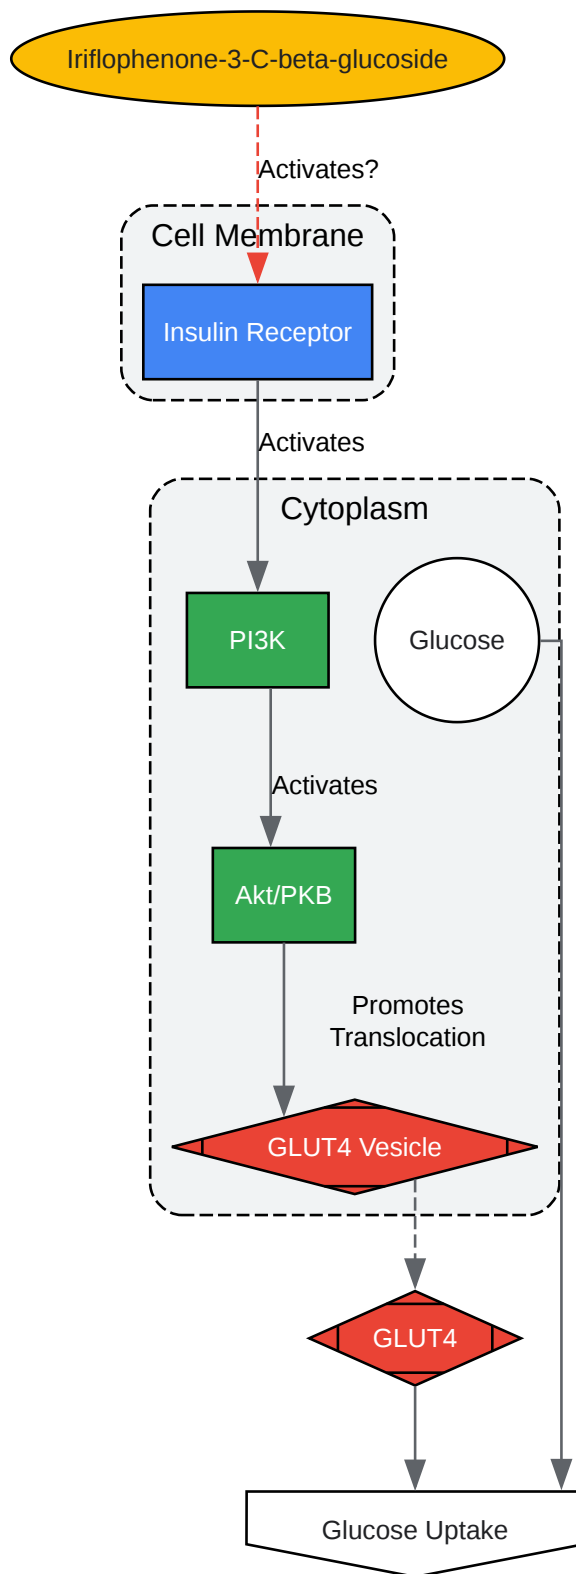 Iriflophenone-3-C-beta-glucoside
Activates?
Cell Membrane
Insulin Receptor
Activates
Cytoplasm
PI3K
Glucose
Activates
Akt/PKB
Promotes
Translocation
GLUT4 Vesicle
GLUT4
Glucose Uptake